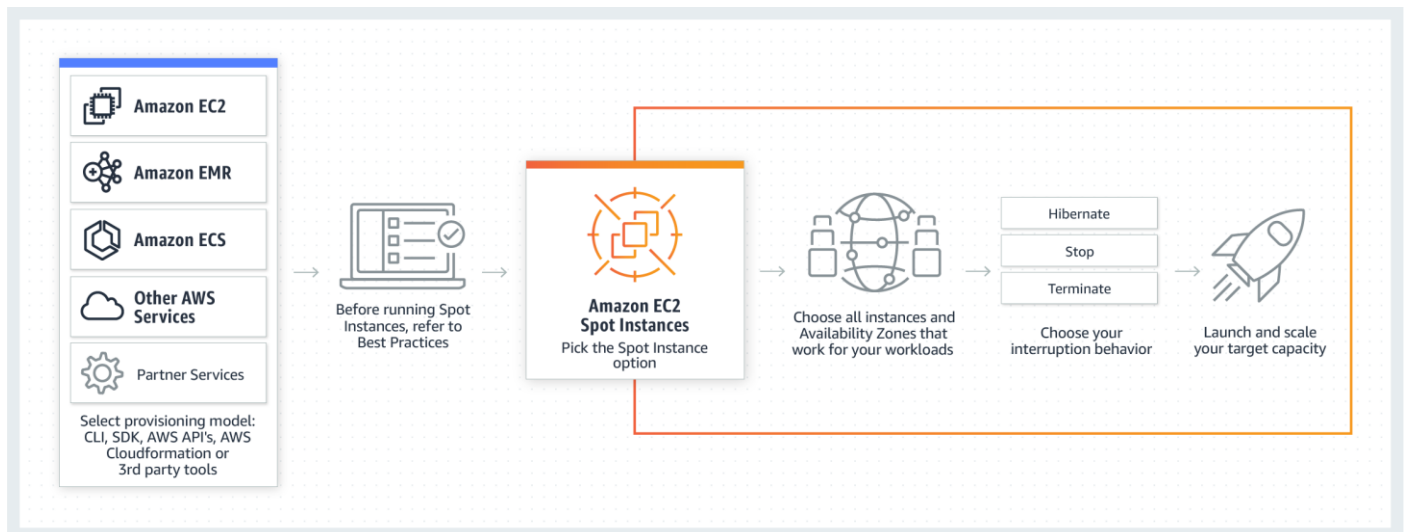 Amazon EC2
Amazon EMR
Amazon ECS
Other AWS
Services
Partner Services
Select provisioning model:
CLI, SDK, AWS API's, AWS
Cloudformation or
3rd party tools
Before running Spot
Instances, refer to
Best Practices
Amazon EC2
Spot Instances
Pick the Spot Instance
option
Choose all instances and
Availability Zones that
work for your workloads
Hibernate
Stop
Terminate
Choose your
interruption behavior
Launch and scale
your target capacity